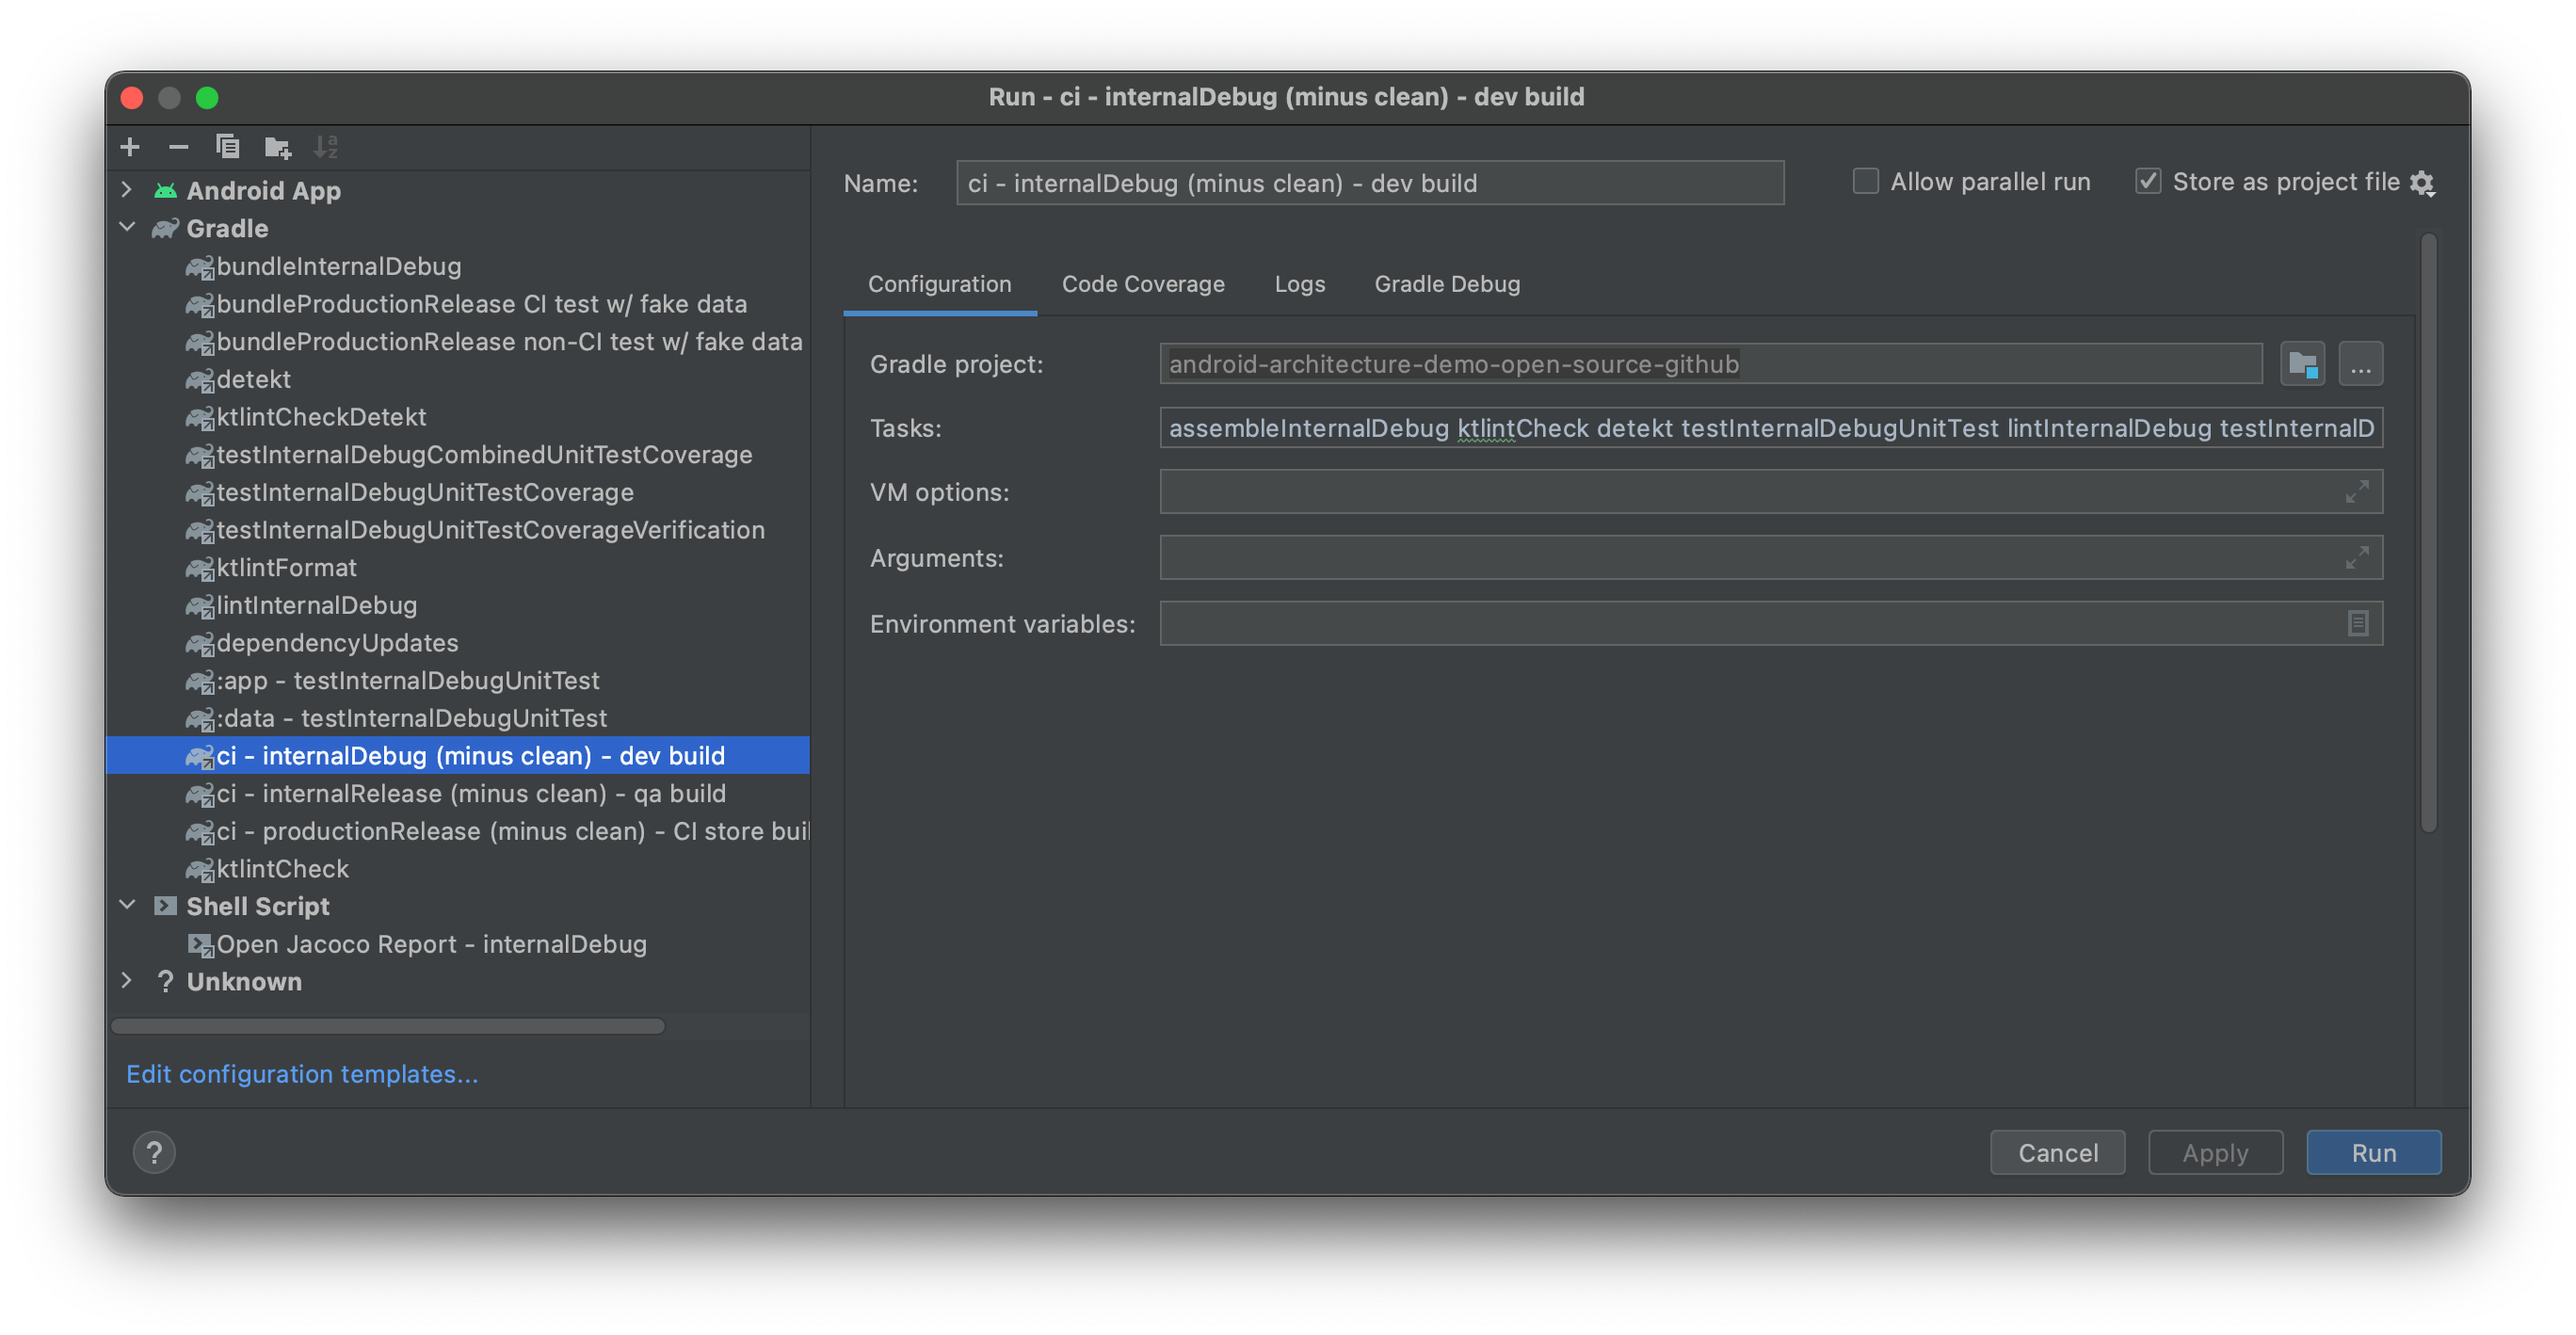 Run - ci - internalDebug (minus clean) - dev build
Android App
Gradle
bundleInternalDebug
bundleProductionRelease CI test w/ fake data
bundleProductionRelease non-CI test w/ fake data
detekt
ktlintCheckDetekt
testInternalDebugCombinedUnitTestCoverage
testInternalDebugUnitTestCoverage
testInternalDebugUnitTestCoverageVerification
ktlintFormat
lintInternalDebug
dependencyUpdates
:app - testInternalDebugUnitTest
:data - testInternalDebugUnitTest
ci - internalDebug (minus clean) - dev build
ci - internalRelease (minus clean) - qa build
ci - productionRelease (minus clean) - CI store buil
ktlintCheck
Shell Script
Open Jacoco Report - internalDebug
? Unknown
Edit configuration templates...
Name: ci - internalDebug (minus clean) - dev build
Allow parallel run
Store as project file
Configuration Code Coverage Logs Gradle Debug
Gradle project: android-architecture-demo-open-source-github ...
Tasks: assembleInternalDebug ktlintCheck detekt testInternalDebugUnitTest lintInternalDebug testInternalD
VM options:
Arguments:
Environment variables:
? Cancel Apply Run